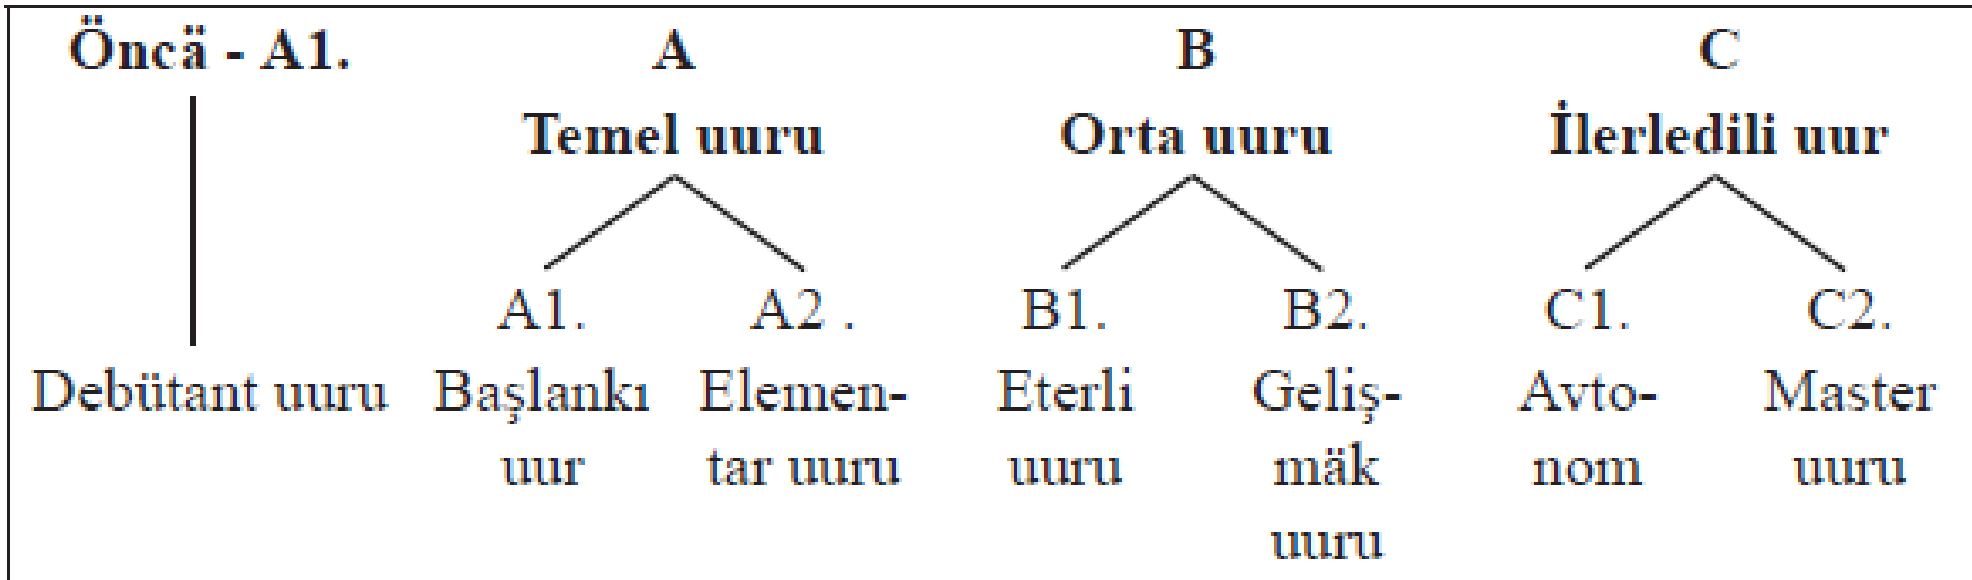 Öncä - A1.
Debütant uuru
A
Temel uuru
A1.
Başlankı
uur
A2 .
Elemen-
tar uuru
B
Orta uuru
B1.
Eterli
uuru
B2.
Geliş-
mäk
uuru
C
İlerledili uur
C1.
Avto-
nom
C2.
Master
uuru